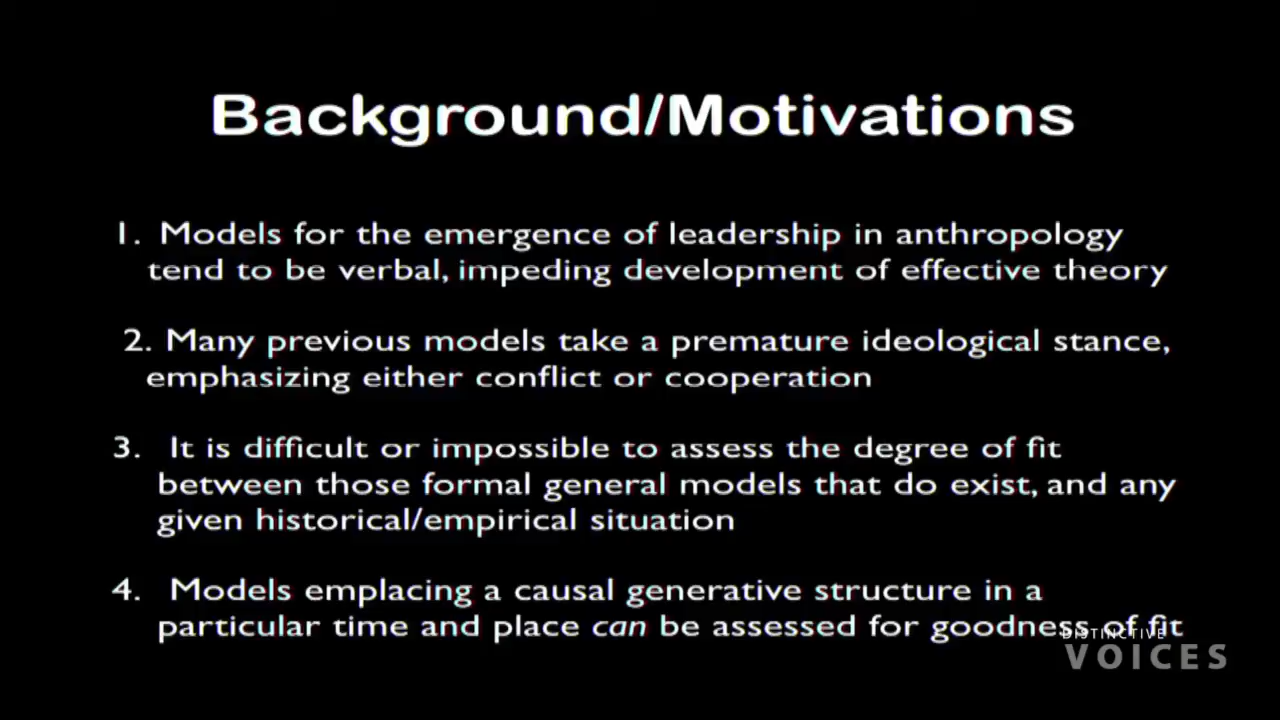 Background/Motivations
1. Models for the emergence of leadership in anthropology
tend to be verbal, impeding development of effective theory
2. Many previous models take a premature ideological stance,
emphasizing either conflict or cooperation
3. It is difficult or impossible to assess the degree of fit
between those formal general models that do exist, and any
given historical/empirical situation
4. Models emplacing a causal generative structure in a
particular time and place can be assessed for goodness of fit
DISTINCTIVE
VOICES